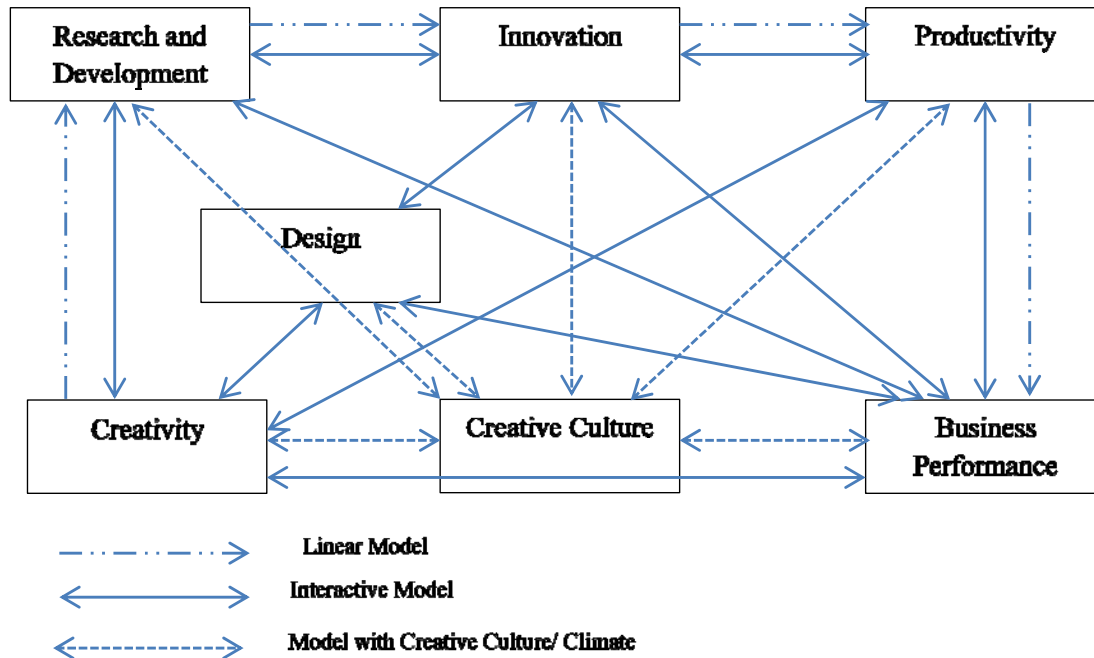 Research and
Development
Innovation
Productivity
Design
Creativity
Creative Culture
Business
Performance
Linear Model
Interactive Model
Model with Creative Culture/ Climate